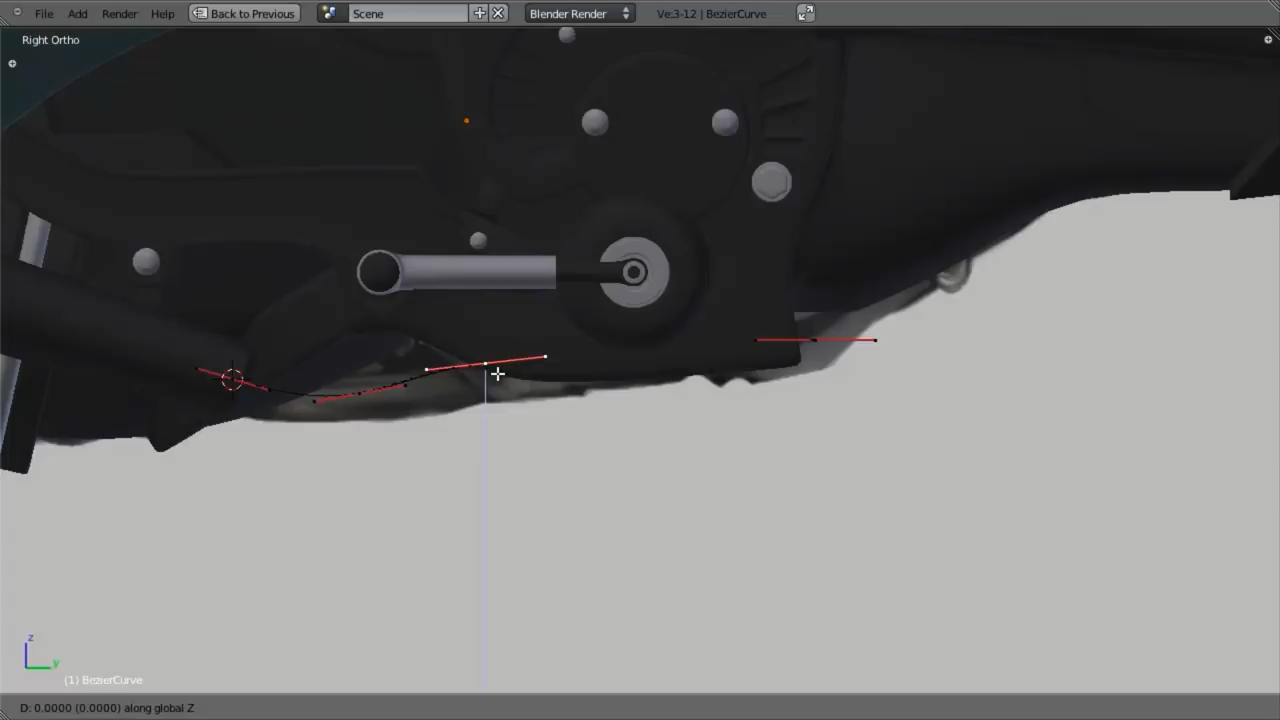 File Add Render Help Back to Previous Scene Blender Render Ve:3-12 | BezierCurve
Right Ortho
z
y
(1) BezierCurve
D: 0.0000 (0.0000) along global Z